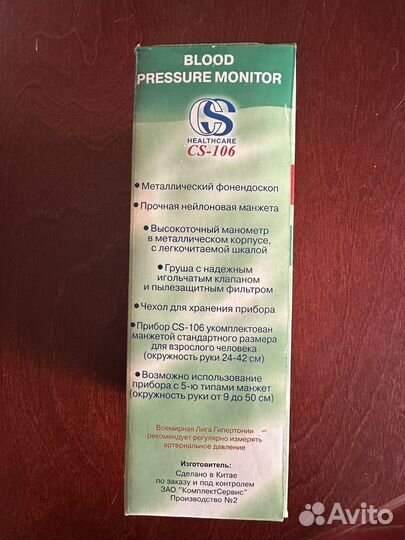 BLOOD
PRESSURE MONITOR
CS
HEALTHCARE
CS-106
• Металлический фонендоскоп
• Прочная нейлоновая манжета
• Высокоточный манометр
в металлическом корпусе,
с легкочитаемой шкалой
• Груша с надежным
игольчатым клапаном
и пылезащитным фильтром
• Чехол для хранения прибора
• Прибор CS-106 укомплектован
манжетой стандартного размера
для взрослого человека
(окружность руки 24-42 см)
• Возможно использование
прибора с 5-ю типами манжет
(окружность руки от 9 до 50 см)
Всемирная Лига Гипертонии
рекомендует регулярно измерять
артериальное давление
Изготовитель:
Сделано в Китае
по заказу и под контролем
ЗАО "КомплектСервис"
Производство №2
Avito